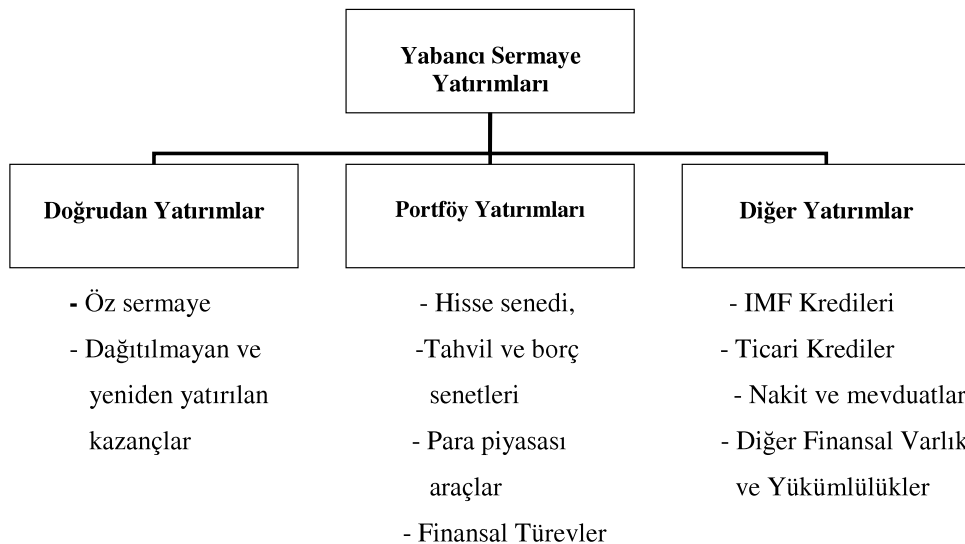 Yabancı Sermaye
Yatırımları
Doğrudan Yatırımlar
Portföy Yatırımları
Diğer Yatırımlar
- Öz sermaye
- Dağıtılmayan ve
yeniden yatırılan
kazançlar
- Hisse senedi,
-Tahvil ve borç
senetleri
- Para piyasası
araçlar
- Finansal Türevler
- IMF Kredileri
- Ticari Krediler
- Nakit ve mevduatlar
- Diğer Finansal Varlık
ve Yükümlülükler